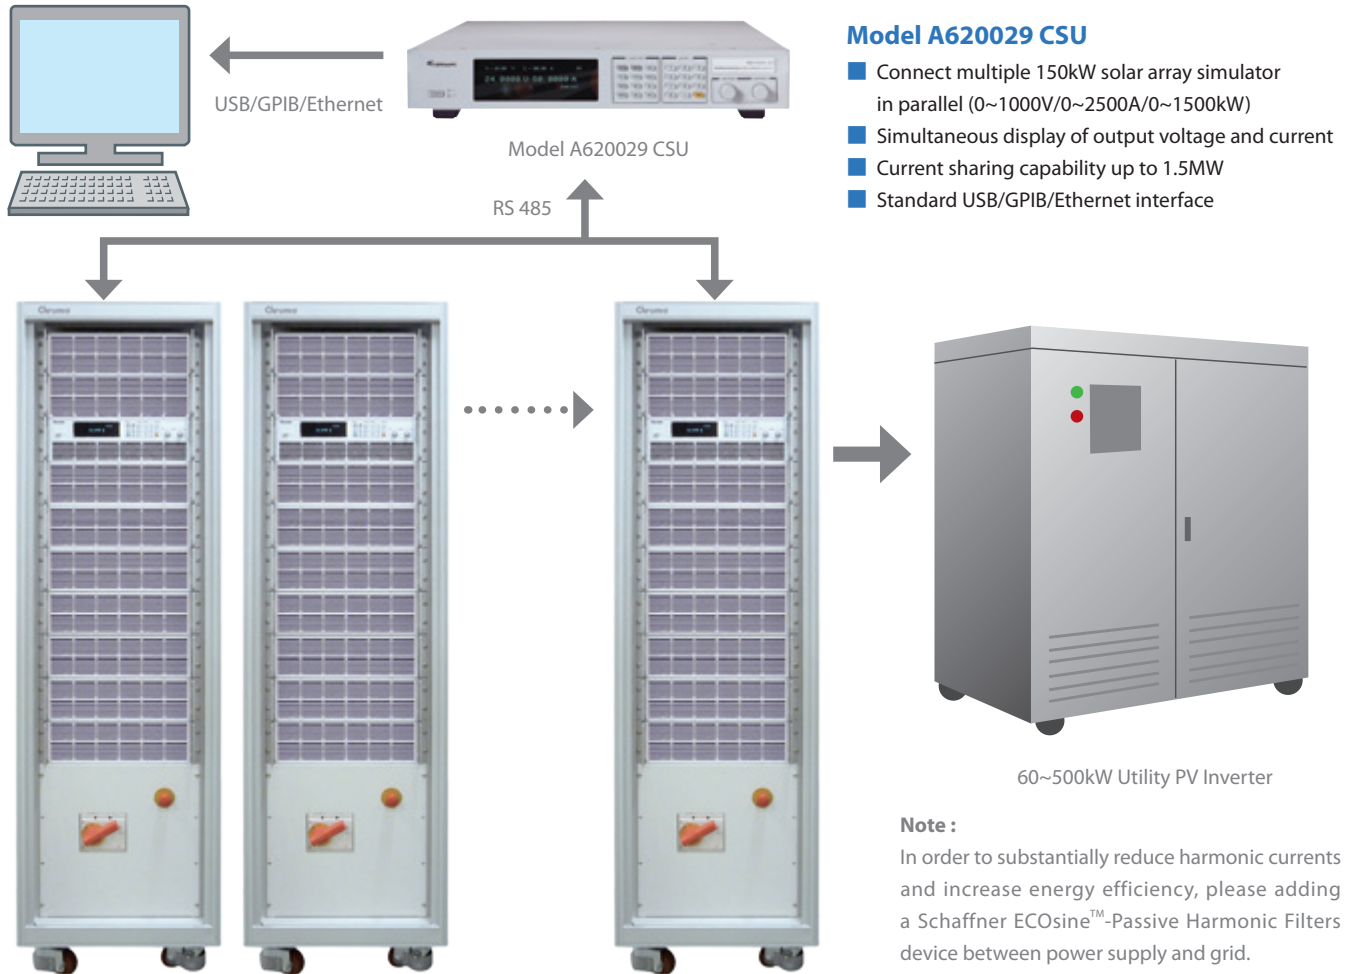 USB/GPIB/Ethernet
Model A620029 CSU
RS 485
Model A620029 CSU
Connect multiple 150kW solar array simulator
in parallel (0~1000V/0~2500A/0~1500kW)
Simultaneous display of output voltage and current
Current sharing capability up to 1.5MW
Standard USB/GPIB/Ethernet interface
Chroma
Chroma
Chroma
60~500kW Utility PV Inverter
Note :
In order to substantially reduce harmonic currents
and increase energy efficiency, please adding
a Schaffner ECOsine™-Passive Harmonic Filters
device between power supply and grid.